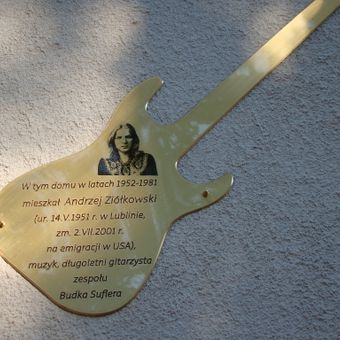 W tym domu w latach 1952-1981
mieszkał Andrzej Ziółkowski
(ur. 14.V.1951 r. w Lublinie,
zm. 2.VII.2001 r.
na emigracji w USA),
muzyk, długoletni gitarzysta
zespołu
Budka Suflera